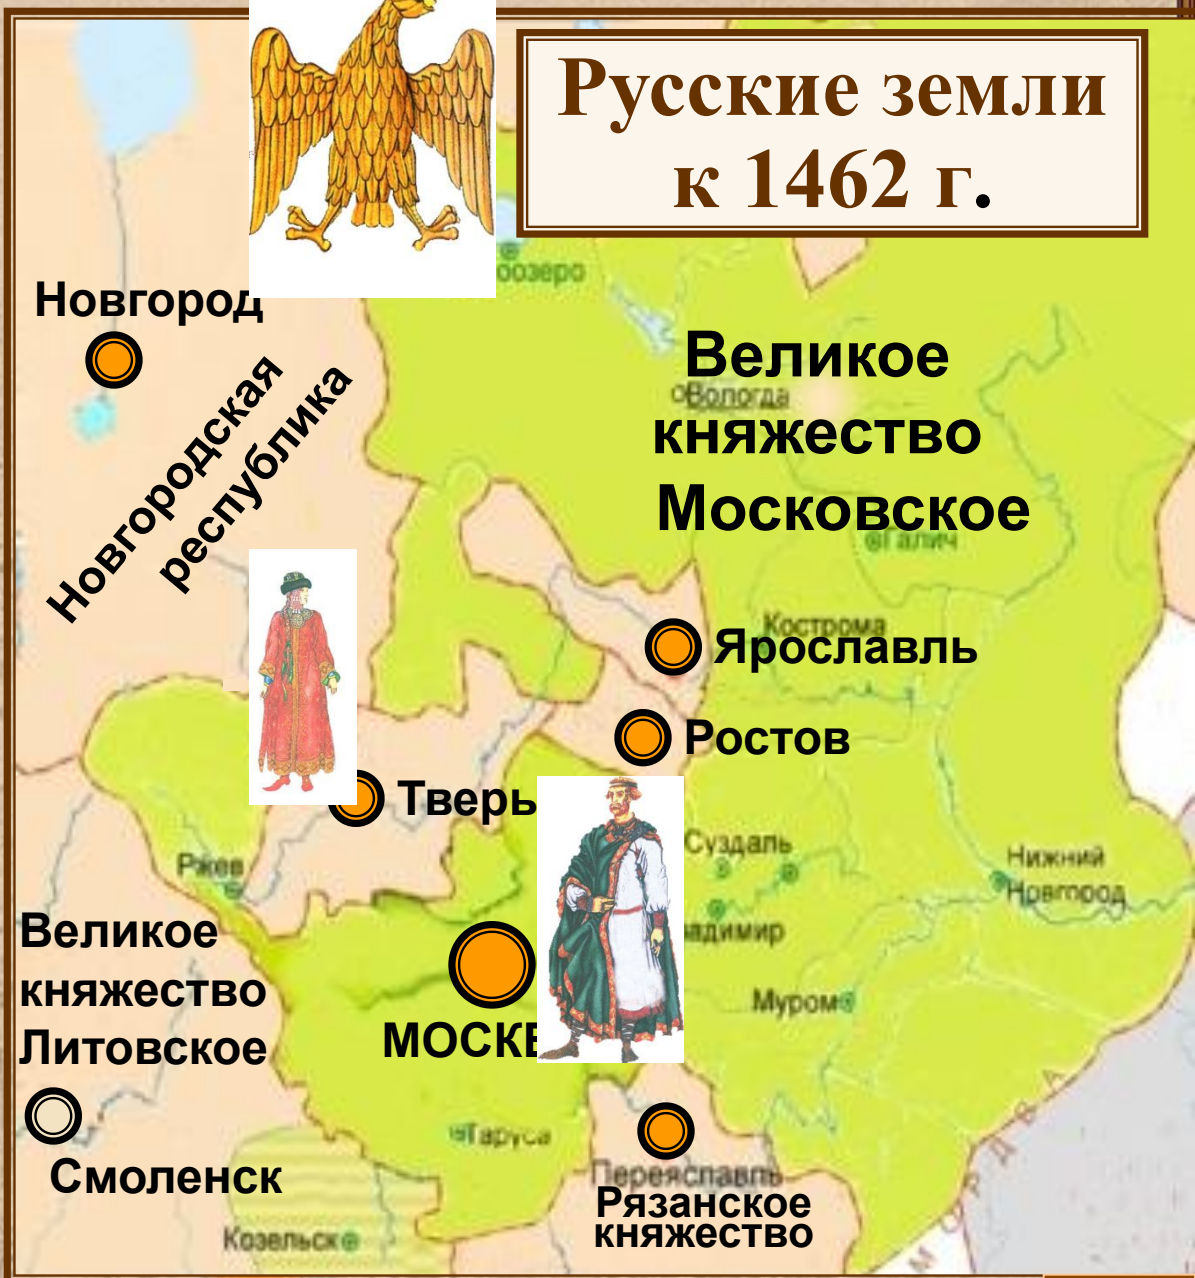 Русские земли
к 1462 г.
Новгород
Новгородская
республика
Великое
Вологда
княжество
Московское
Галич
Кострома
Ярославль
Ростов
Тверь
Ржев
Суздаль
Нижний
Новгород
Великое
княжество
Литовское
Муром
Таруса
Смоленск
Переяславль
Рязанское
княжество
Козельск
МОРДВА